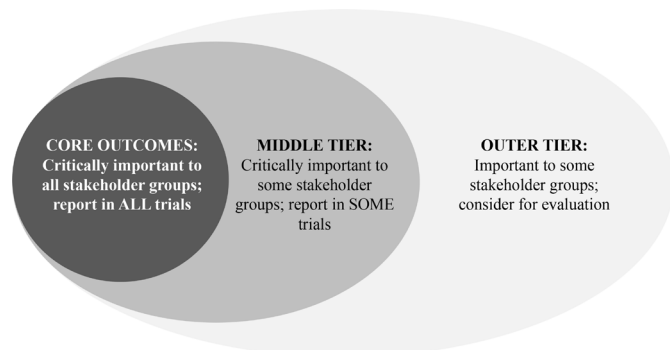 CORE OUTCOMES:
Critically important to
all stakeholder groups;
report in ALL trials
MIDDLE TIER:
Critically important to
some stakeholder
groups; report in SOME
trials
OUTER TIER:
Important to some
stakeholder groups;
consider for evaluation